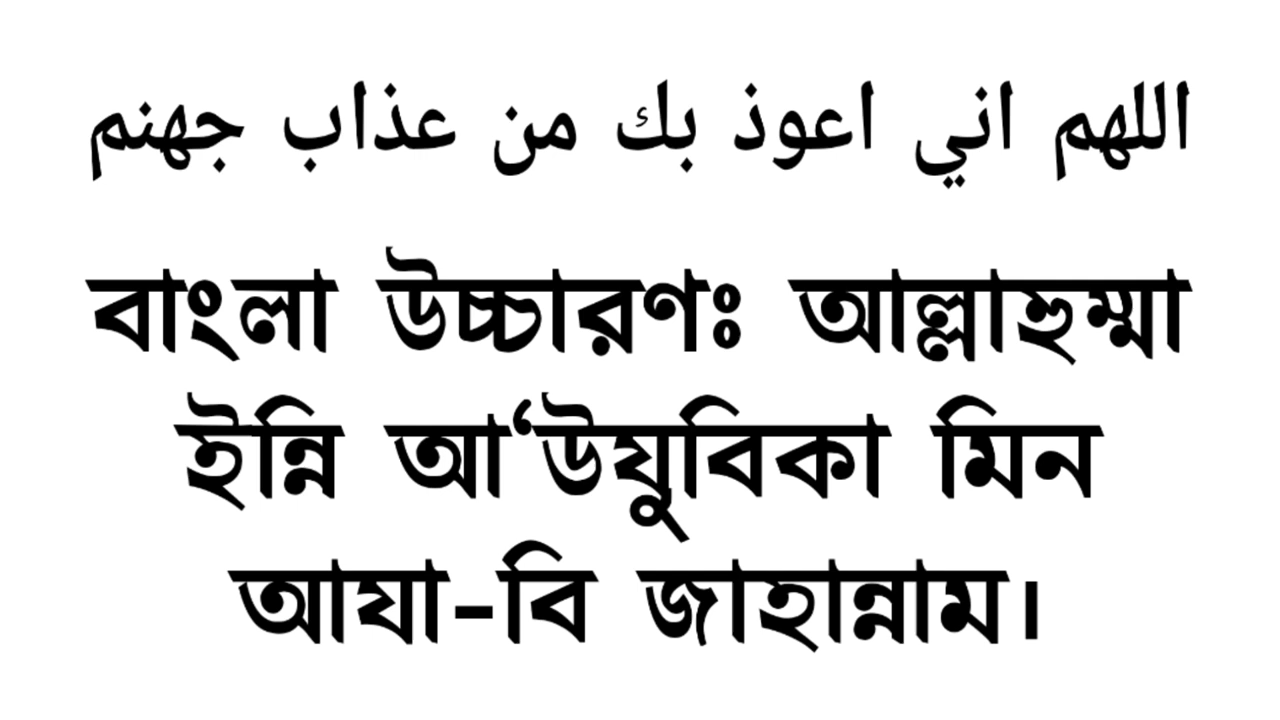 اللهم اني اعوذ بك من عذاب جهنم
বাংলা উচ্চারণঃ আল্লাহুম্মা
ইন্নি আ‘উযুবিকা মিন
আযা-বি জাহান্নাম।